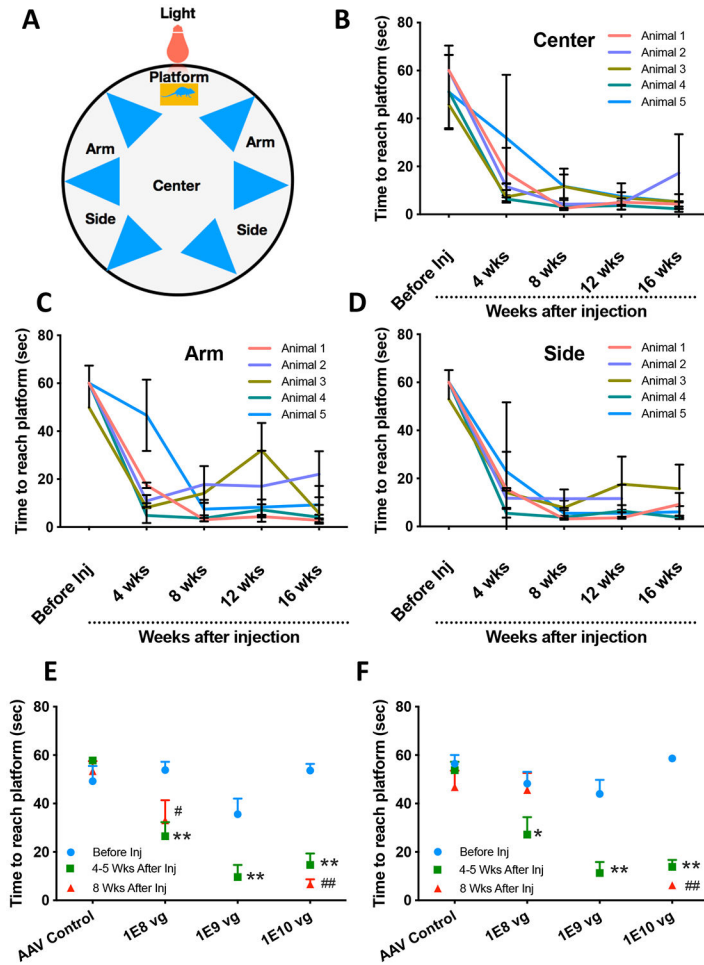 A
Light
Platform
Arm
Arm
Center
Side
Side
B
Center
Time to reach platform (sec)
80
60
40
20
0
Animal 1
Animal 2
Animal 3
Animal 4
Animal 5
Before Inj
4 wks
8 wks
12 wks
16 wks
Weeks after injection
C
Arm
Time to reach platform (sec)
80
60
40
20
0
Animal 1
Animal 2
Animal 3
Animal 4
Animal 5
Before Inj
4 wks
8 wks
12 wks
16 wks
Weeks after injection
D
Side
Time to reach platform (sec)
80
60
40
20
0
Animal 1
Animal 2
Animal 3
Animal 4
Animal 5
Before Inj
4 wks
8 wks
12 wks
16 wks
Weeks after injection
E
Time to reach platform (sec)
80
60
40
20
0
#
**
**
**
##
Before Inj
4-5 Wks After Inj
8 Wks After Inj
AAV Control
1E8 vg
1E9 vg
1E10 vg
F
Time to reach platform (sec)
80
60
40
20
0
*
**
**
##
Before Inj
4-5 Wks After Inj
8 Wks After Inj
AAV Control
1E8 vg
1E9 vg
1E10 vg